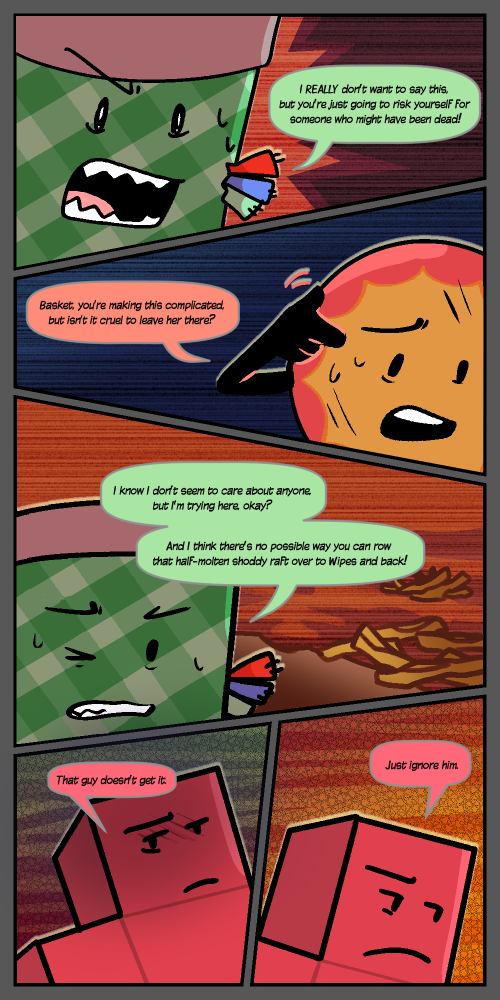 I REALLY don't want to say this,
but you're just going to risk yourself for
someone who might have been dead!
Basket, you're making this complicated,
but isn't it cruel to leave her there?
I know I don't seem to care about anyone,
but I'm trying here, okay?
And I think there's no possible way you can row
that half-molten shoddy raft over to Wipes and back!
That guy doesn't get it.
Just ignore him.